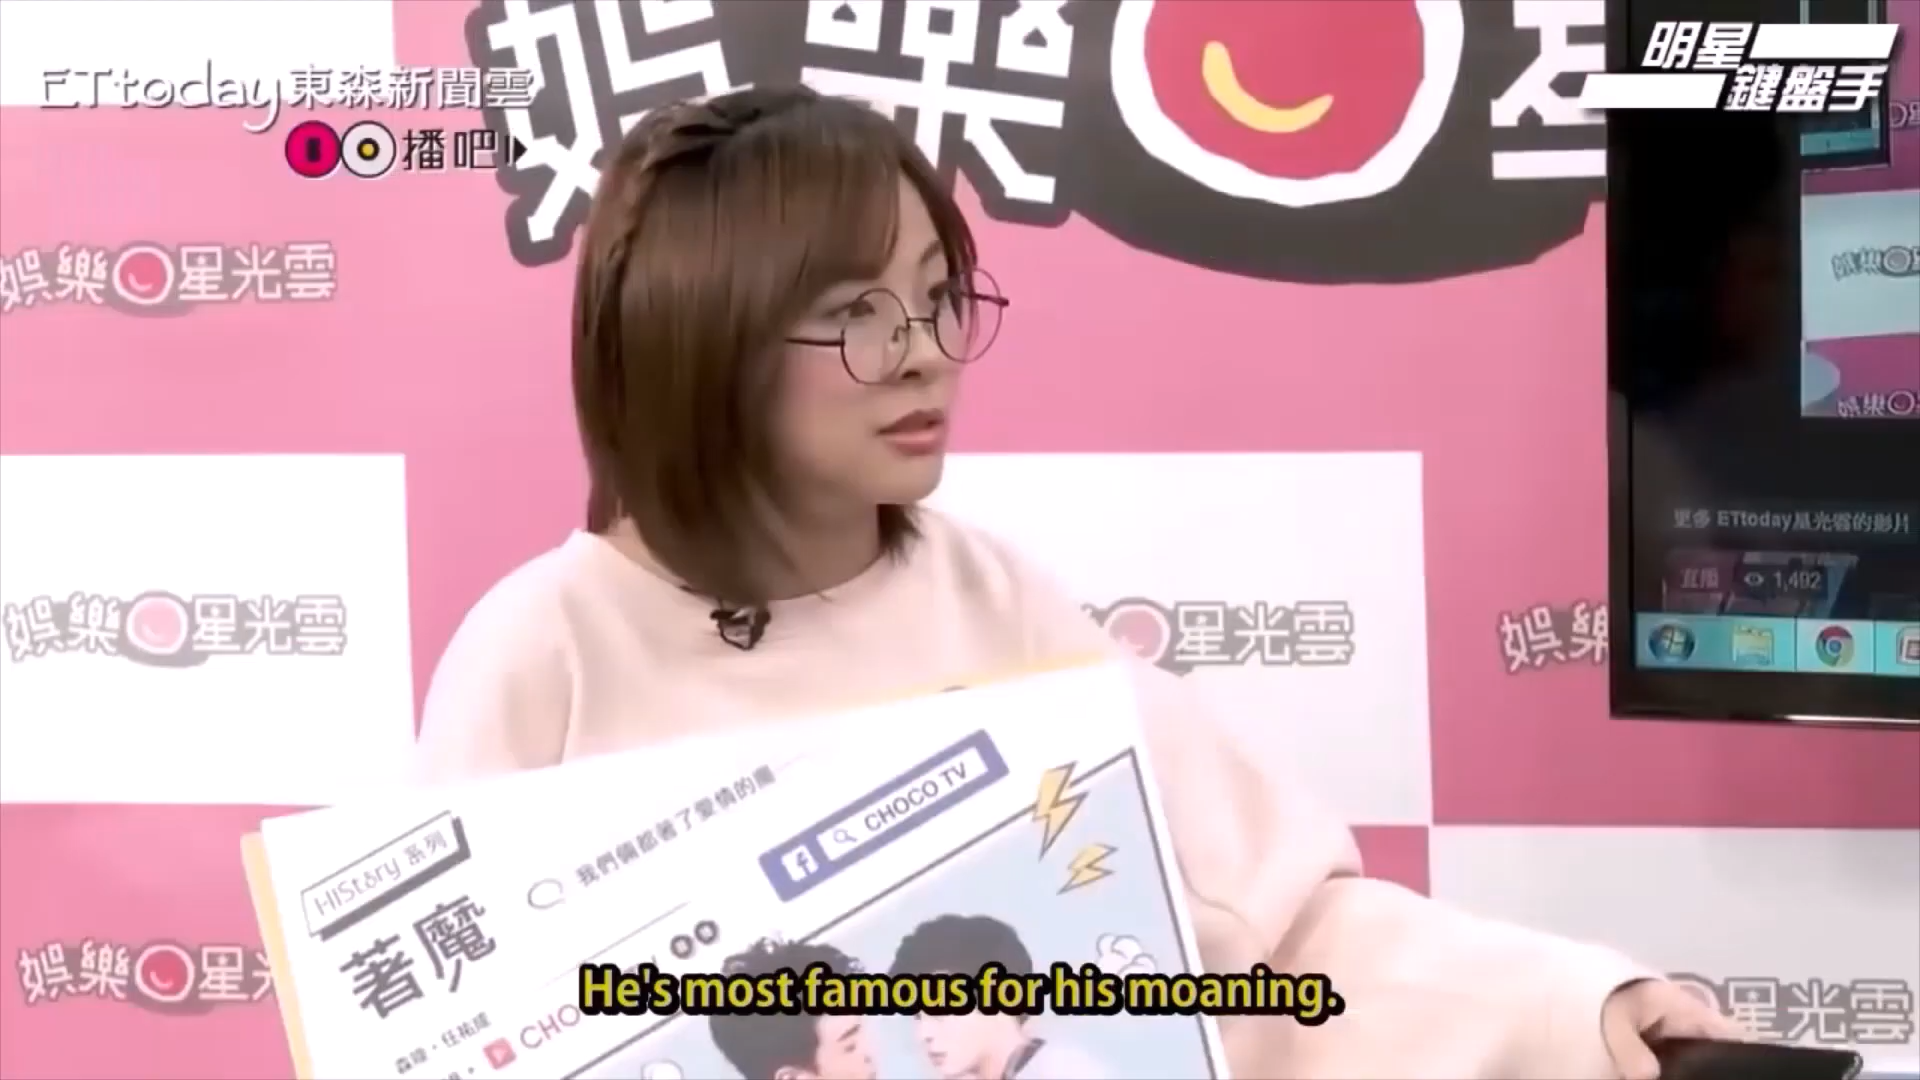 ETtoday東森新聞雲
播吧
明星
鍵盤手
娛樂 星
娛樂 星光雲
娛樂 星光雲
星光雲
娛樂
娛樂 星
星光雲
更多 ETtoday星光雲的影片
直播 1,492
HIStory 系列
著魔
我們倆都著了愛情的魔
CHOCO TV
CHO
He's most famous for his moaning.